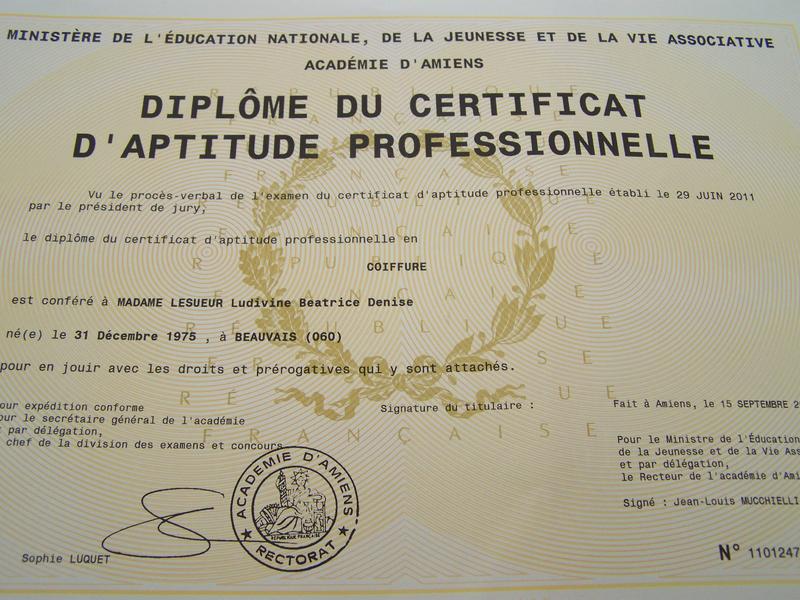 MINISTÈRE DE L'ÉDUCATION NATIONALE, DE LA JEUNESSE ET DE LA VIE ASSOCIATIVE
ACADÉMIE D'AMIENS
DIPLÔME DU CERTIFICAT
D'APTITUDE PROFESSIONNELLE
Vu le procès-verbal de l'examen du certificat d'aptitude professionnelle établi le 29 JUIN 2011
par le président de jury,
le diplôme du certificat d'aptitude professionnelle en
COIFFURE
est conféré à MADAME LESUEUR Ludivine Beatrice Denise
né(e) le 31 Décembre 1975 , à BEAUVAIS (060)
pour en jouir avec les droits et prérogatives qui y sont attachés.
our expédition conforme
our le secrétaire général de l'académie
par délégation,
chef de la division des examens et concours
Sophie LUQUET
ACADEMIE D'AMIENS
RÉPUBLIQUE FRANÇAISE
★ RECTORAT ★
Signature du titulaire :
Fait à Amiens, le 15 SEPTEMBRE
Pour le Ministre de l'Éducation
de la Jeunesse et de la Vie Ass
et par délégation,
le Recteur de l'académie d'Ami
Signé : Jean-Louis MUCCHIELLI
N° 1101247